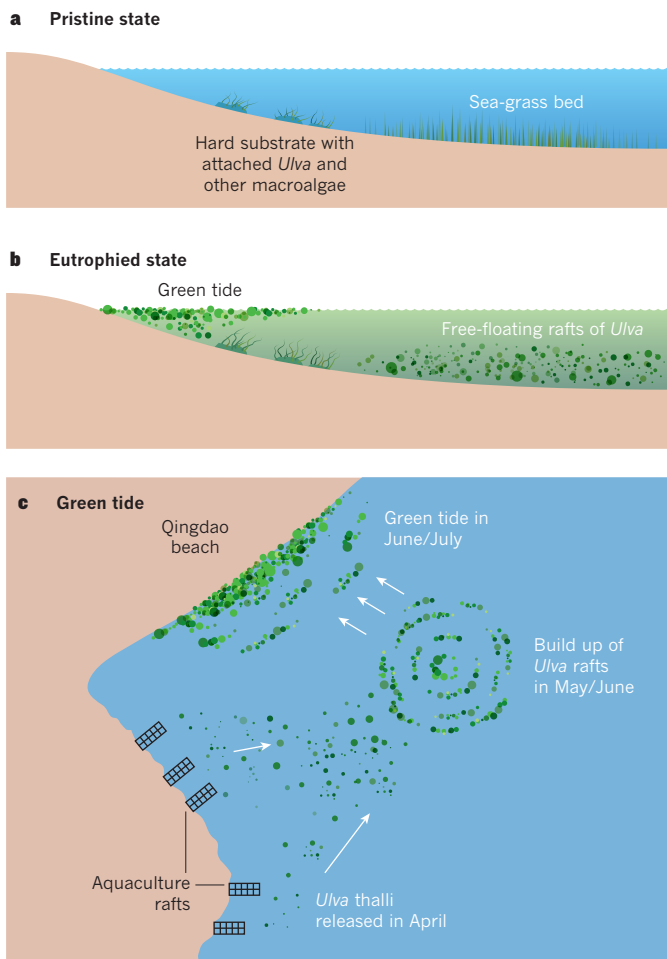 a Pristine state
Sea-grass bed
Hard substrate with
attached Ulva and
other macroalgae
b Eutrophied state
Green tide
Free-floating rafts of Ulva
c Green tide
Qingdao
beach
Green tide in
June/July
Build up of
Ulva rafts
in May/June
Aquaculture
rafts
Ulva thalli
released in April